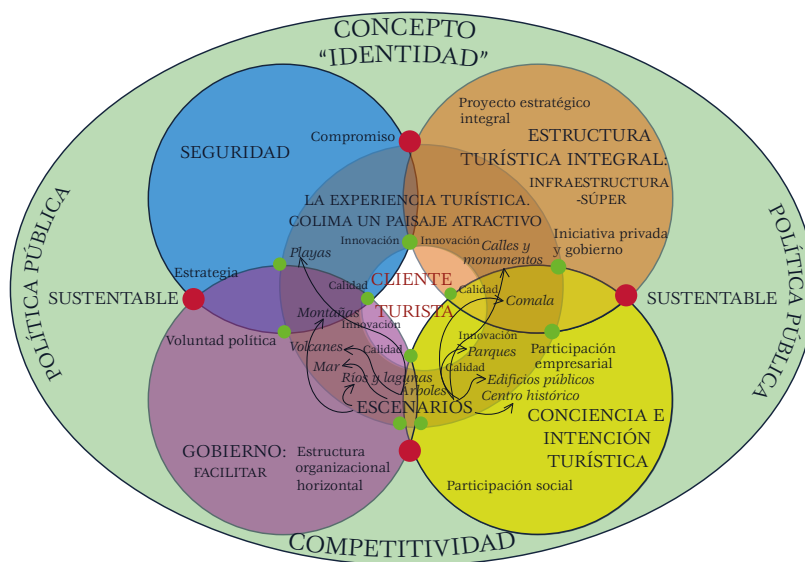 CONCEPTO
“IDENTIDAD”
Proyecto estratégico
integral
Compromiso
SEGURIDAD
ESTRUCTURA
TURÍSTICA INTEGRAL:
INFRAESTRUCTURA
-SÚPER
LA EXPERIENCIA TURÍSTICA.
COLIMA UN PAISAJE ATRACTIVO
POLÍTICA PÚBLICA
POLÍTICA PÚBLICA
Iniciativa privada
y gobierno
Innovación
Innovación
Calles y
monumentos
Playas
Estrategia
CLIENTE
TURISTA
Calidad
Calidad
SUSTENTABLE
SUSTENTABLE
Comala
Montañas
Innovación
Innovación
Voluntad política
Volcanes
Calidad
Parques
Participación
empresarial
Mar
Calidad
Ríos y lagunas
Edificios públicos
Árboles
Centro histórico
ESCENARIOS
CONCIENCIA E
INTENCIÓN
TURÍSTICA
GOBIERNO:
FACILITAR
Estructura
organizacional
horizontal
Participación social
COMPETITIVIDAD